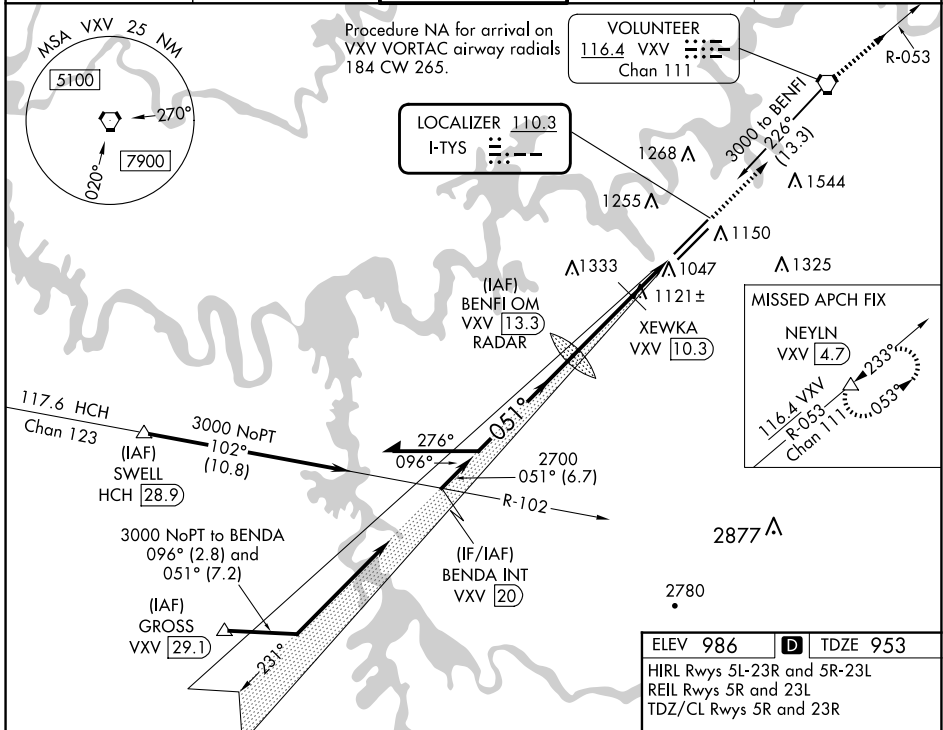 MSA VXV 25 NM
5100
270°
7900
020°
Procedure NA for arrival on
VXV VORTAC airway radials
184 CW 265.
VOLUNTEER
116.4 VXV
Chan 111
R-053
LOCALIZER 110.3
I-TYS
3000 to BENFI
226°
(13.3)
1268
1544
1255
1150
1333
1047
1325
1121±
(IAF)
BENFI OM
VXV 13.3
RADAR
XEWKA
VXV 10.3
MISSED APCH FIX
NEYLN
VXV 4.7
233°
053°
116.4 VXV
R-053
Chan 111
117.6 HCH
Chan 123
3000 NoPT
102°
(10.8)
(IAF)
SWELL
HCH 28.9
276°
096°
051°
2700
051° (6.7)
R-102
3000 NoPT to BENDA
096° (2.8) and
051° (7.2)
(IF/IAF)
BENDA INT
VXV 20
2877
2780
(IAF)
GROSS
VXV 29.1
231°
ELEV 986 D TDZE 953
HIRL Rwys 5L-23R and 5R-23L
REIL Rwys 5R and 23L
TDZ/CL Rwys 5R and 23R